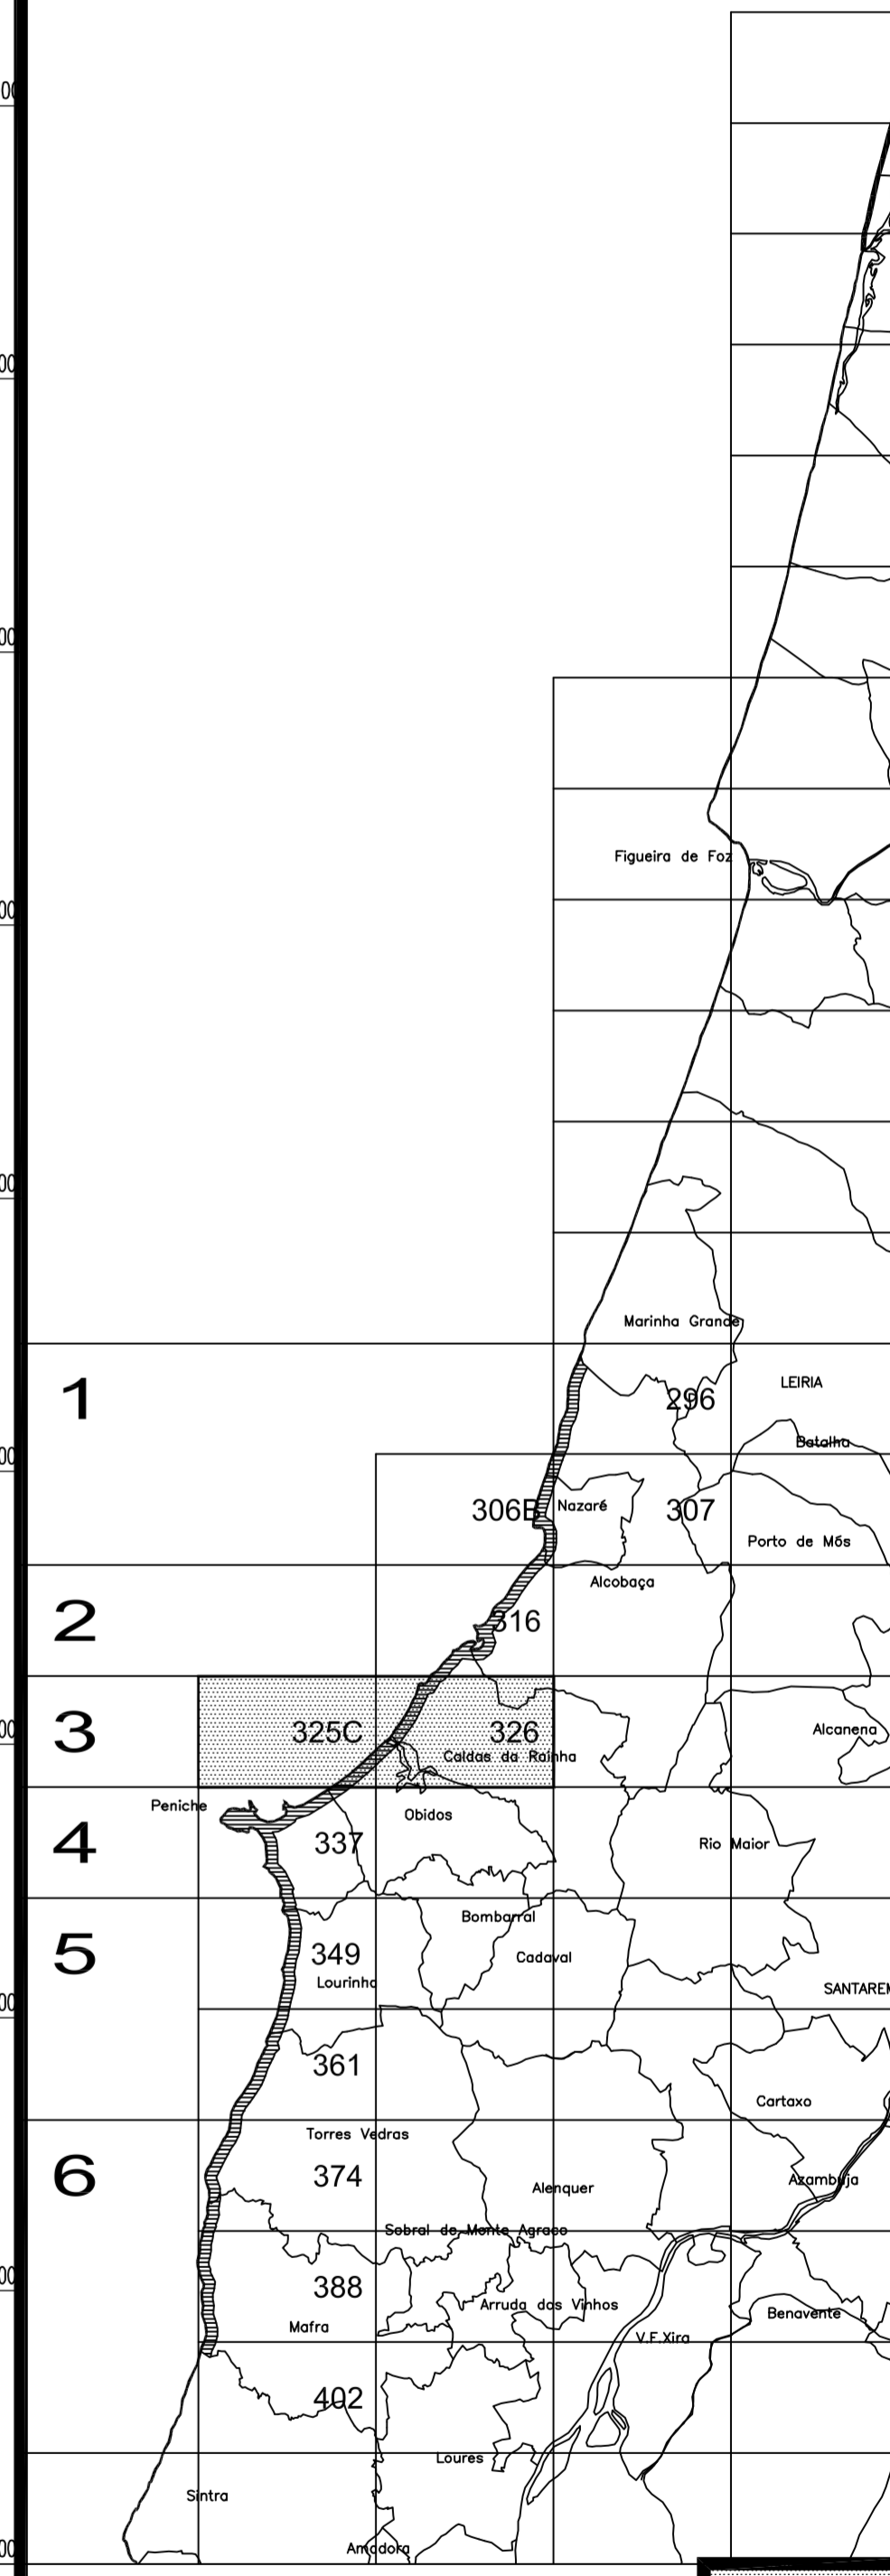 Figueira de Foz
Marinha Grande
LEIRIA
1
296
Batalha
306B
Nazaré
307
Porto de Mós
Alcobaça
2
316
3
325C
326
Alcanena
Caldas da Rainha
Peniche
Obidos
4
337
Rio Maior
Bombarral
5
349
Cadaval
Lourinha
SANTAREM
361
Cartaxo
Torres Vedras
6
374
Azambuja
Alenquer
Sobral de Monte Agraco
388
Arruda dos Vinhos
Mafra
Benavente
V.F.Xira
402
Loures
Sintra
Amadora